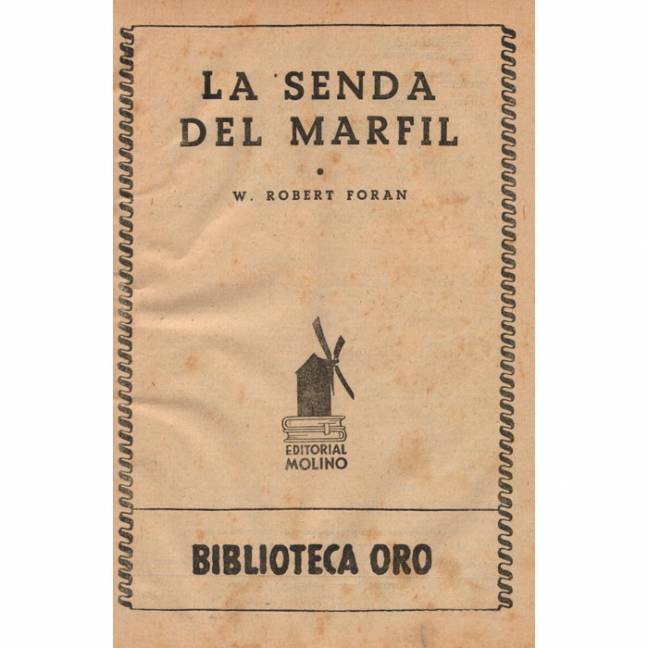 LA SENDA
DEL MARFIL
W. ROBERT FORAN
EDITORIAL
MOLINO
BIBLIOTECA ORO